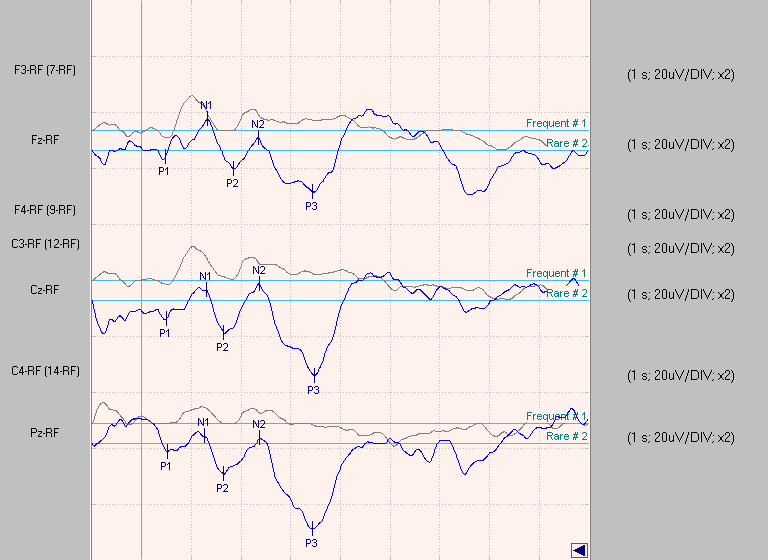 F3-RF (7-RF)
(1 s; 20uV/DIV; x2)
N1
N2
Frequent # 1
Fz-RF
Rare # 2
(1 s; 20uV/DIV; x2)
P1
P2
P3
F4-RF (9-RF)
(1 s; 20uV/DIV; x2)
C3-RF (12-RF)
(1 s; 20uV/DIV; x2)
N1
N2
Frequent # 1
Cz-RF
Rare # 2
(1 s; 20uV/DIV; x2)
P1
P2
P3
C4-RF (14-RF)
(1 s; 20uV/DIV; x2)
N1
N2
Frequent # 1
Pz-RF
Rare # 2
(1 s; 20uV/DIV; x2)
P1
P2
P3